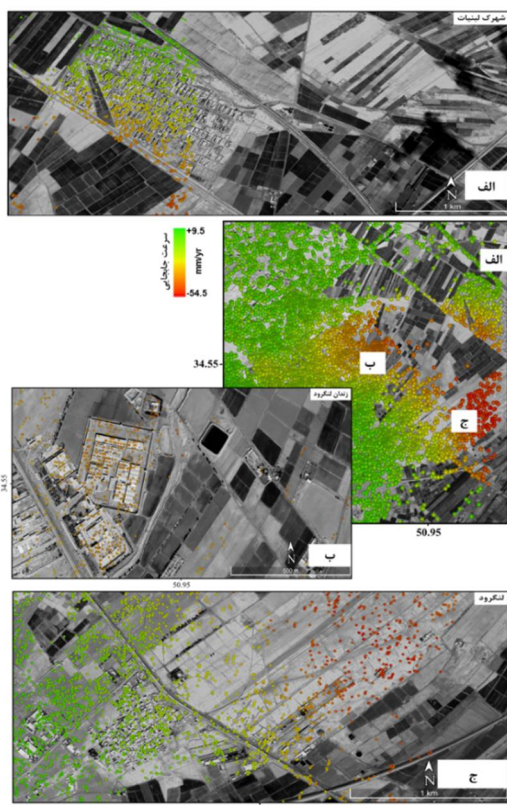 شهرک لبنیات
الف
1 km
+9.5
سرعت جابجایی
mm/yr
-54.5
الف
34.55
ب
ج
50.95
زندان لنگرود
34.55
ب
50.95
لنگرود
1 km
ج